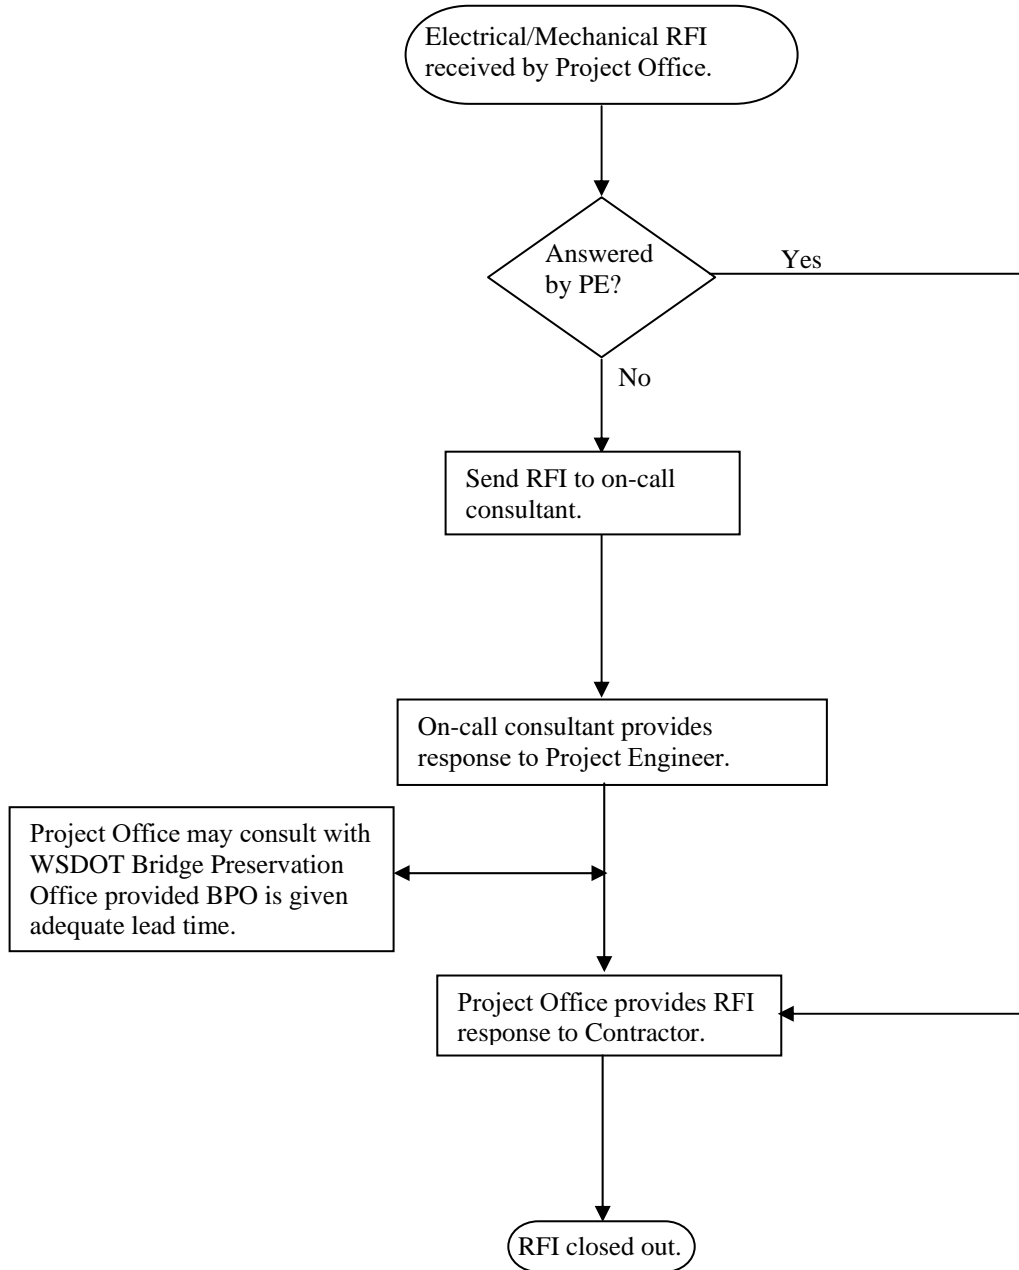 Electrical/Mechanical RFI
received by Project Office.
Answered
by PE?
Yes
No
Send RFI to on-call
consultant.
On-call consultant provides
response to Project Engineer.
Project Office may consult with
WSDOT Bridge Preservation
Office provided BPO is given
adequate lead time.
Project Office provides RFI
response to Contractor.
RFI closed out.